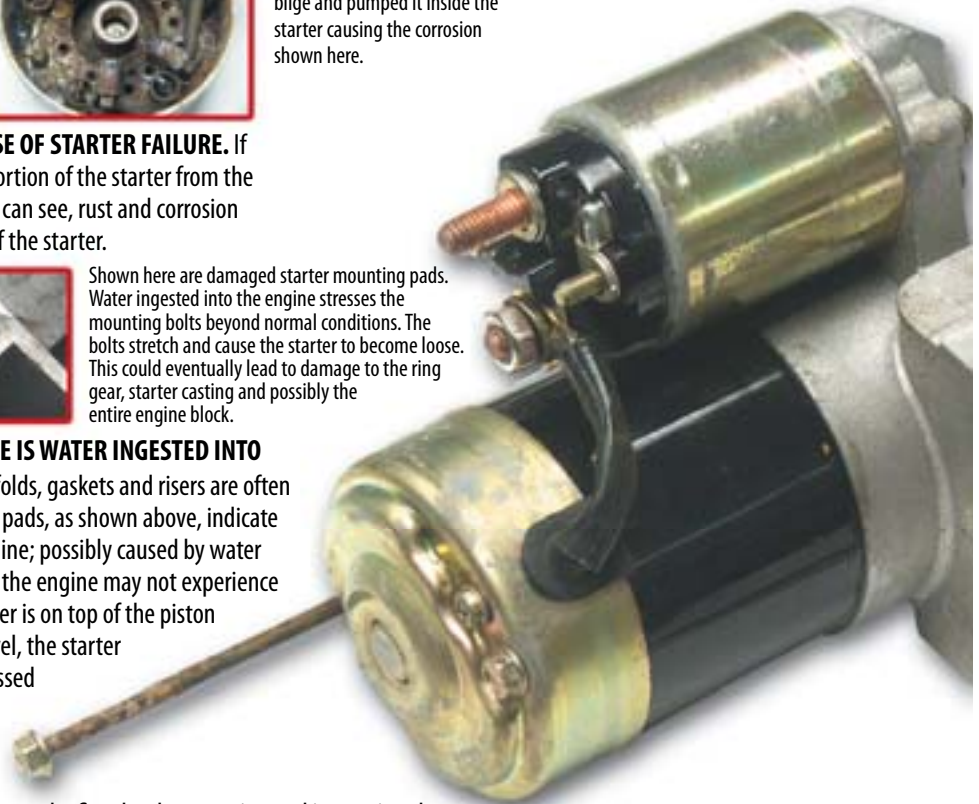 bilge and pumped it inside the
starter causing the corrosion
shown here.
SE OF STARTER FAILURE. If
ortion of the starter from the
can see, rust and corrosion
f the starter.
Shown here are damaged starter mounting pads.
Water ingested into the engine stresses the
mounting bolts beyond normal conditions. The
bolts stretch and cause the starter to become loose.
This could eventually lead to damage to the ring
gear, starter casting and possibly the
entire engine block.
E IS WATER INGESTED INTO
folds, gaskets and risers are often
pads, as shown above, indicate
ine; possibly caused by water
the engine may not experience
er is on top of the piston
el, the starter
ssed